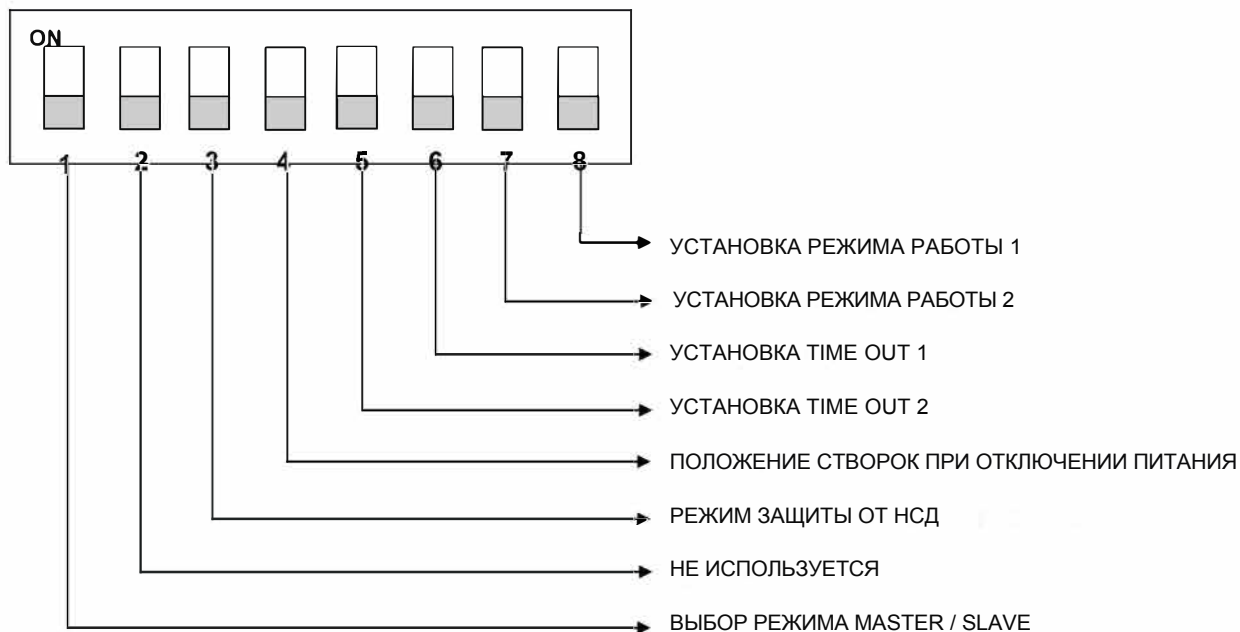 ON
1 2 3 4 5 6 7 8
УСТАНОВКА РЕЖИМА РАБОТЫ 1
УСТАНОВКА РЕЖИМА РАБОТЫ 2
УСТАНОВКА TIME OUT 1
УСТАНОВКА TIME OUT 2
ПОЛОЖЕНИЕ СТВОРОК ПРИ ОТКЛЮЧЕНИИ ПИТАНИЯ
РЕЖИМ ЗАЩИТЫ ОТ НСД
НЕ ИСПОЛЬЗУЕТСЯ
ВЫБОР РЕЖИМА MASTER / SLAVE